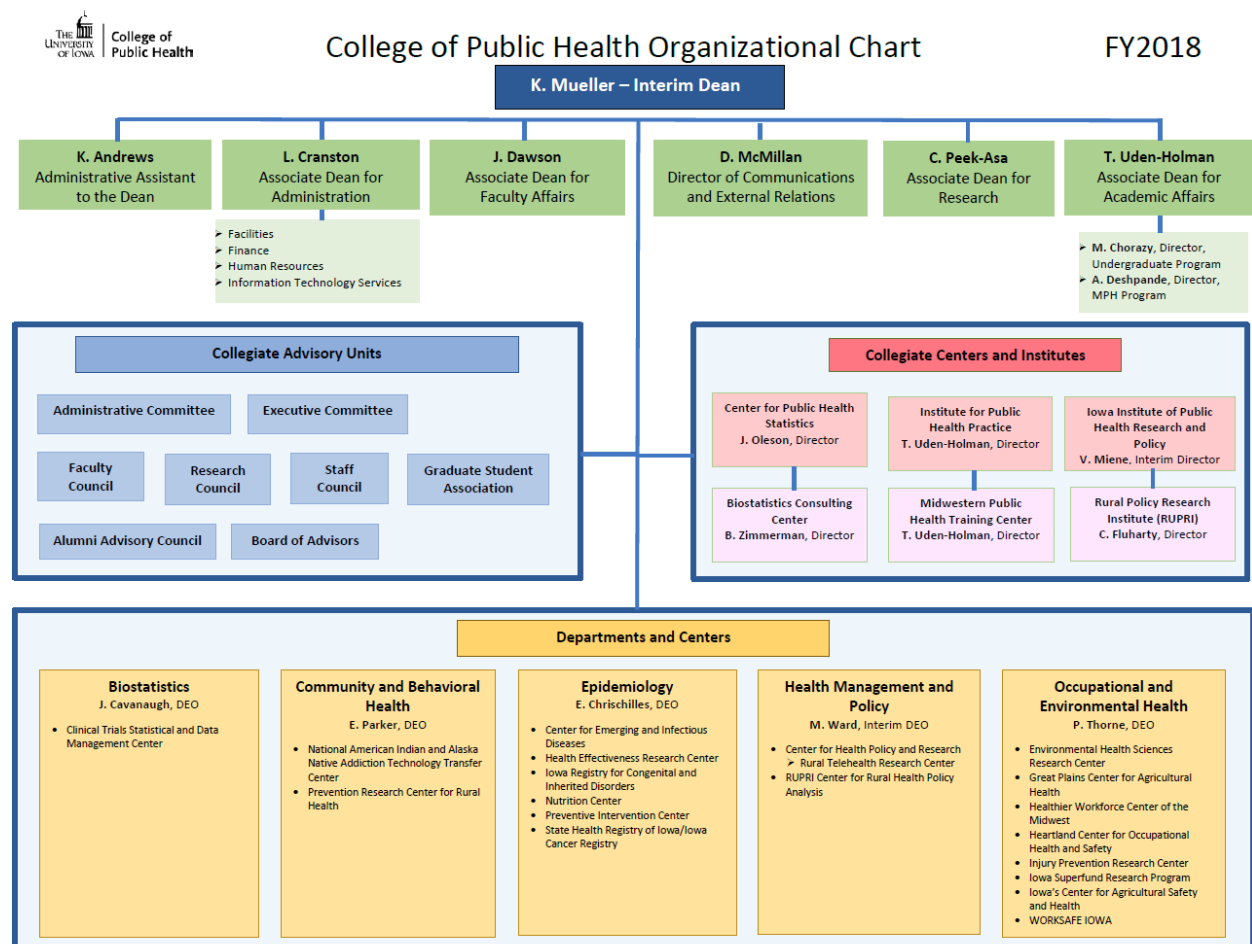 THE
UNIVERSITY
OF IOWA
College of
Public Health
College of Public Health Organizational Chart
FY2018
K. Mueller – Interim Dean
K. Andrews
Administrative Assistant
to the Dean
L. Cranston
Associate Dean for
Administration
J. Dawson
Associate Dean for
Faculty Affairs
D. McMillan
Director of Communications
and External Relations
C. Peek-Asa
Associate Dean for
Research
T. Uden-Holman
Associate Dean for
Academic Affairs
➢ Facilities
➢ Finance
➢ Human Resources
➢ Information Technology Services
➢ M. Chorazy, Director,
Undergraduate Program
➢ A. Deshpande, Director,
MPH Program
Collegiate Advisory Units
Administrative Committee
Executive Committee
Faculty
Council
Research
Council
Staff
Council
Graduate Student
Association
Alumni Advisory Council
Board of Advisors
Collegiate Centers and Institutes
Center for Public Health
Statistics
J. Oleson, Director
Institute for Public
Health Practice
T. Uden-Holman, Director
Iowa Institute of Public
Health Research and
Policy
V. Miene, Interim Director
Biostatistics Consulting
Center
B. Zimmerman, Director
Midwestern Public
Health Training Center
T. Uden-Holman, Director
Rural Policy Research
Institute (RUPRI)
C. Fluharty, Director
Departments and Centers
Biostatistics
J. Cavanaugh, DEO
• Clinical Trials Statistical and Data
Management Center
Community and Behavioral
Health
E. Parker, DEO
• National American Indian and Alaska
Native Addiction Technology Transfer
Center
• Prevention Research Center for Rural
Health
Epidemiology
E. Chrischilles, DEO
• Center for Emerging and Infectious
Diseases
• Health Effectiveness Research Center
• Iowa Registry for Congenital and
Inherited Disorders
• Nutrition Center
• Preventive Intervention Center
• State Health Registry of Iowa/Iowa
Cancer Registry
Health Management and
Policy
M. Ward, Interim DEO
• Center for Health Policy and Research
➢ Rural Telehealth Research Center
• RUPRI Center for Rural Health Policy
Analysis
Occupational and
Environmental Health
P. Thorne, DEO
• Environmental Health Sciences
Research Center
• Great Plains Center for Agricultural
Health
• Healthier Workforce Center of the
Midwest
• Heartland Center for Occupational
Health and Safety
• Injury Prevention Research Center
• Iowa Superfund Research Program
• Iowa's Center for Agricultural Safety
and Health
• WORKSAFE IOWA